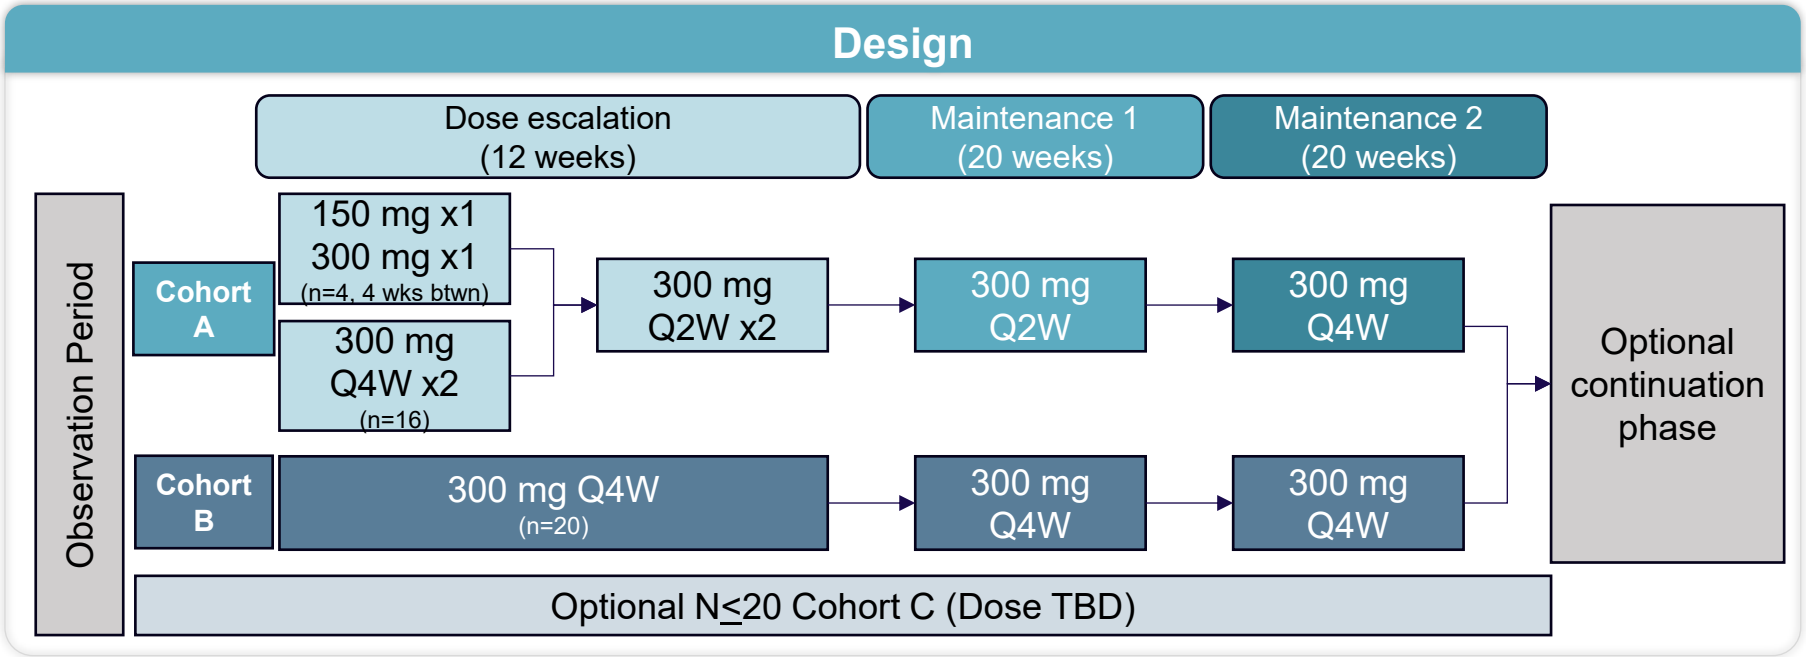 Design
Dose escalation
(12 weeks)
Maintenance 1
(20 weeks)
Maintenance 2
(20 weeks)
Observation Period
Cohort
A
150 mg x1
300 mg x1
(n=4, 4 wks btwn)
300 mg
Q4W x2
(n=16)
300 mg
Q2W x2
300 mg
Q2W
300 mg
Q4W
Cohort
B
300 mg Q4W
(n=20)
300 mg
Q4W
300 mg
Q4W
Optional
continuation
phase
Optional N≤20 Cohort C (Dose TBD)